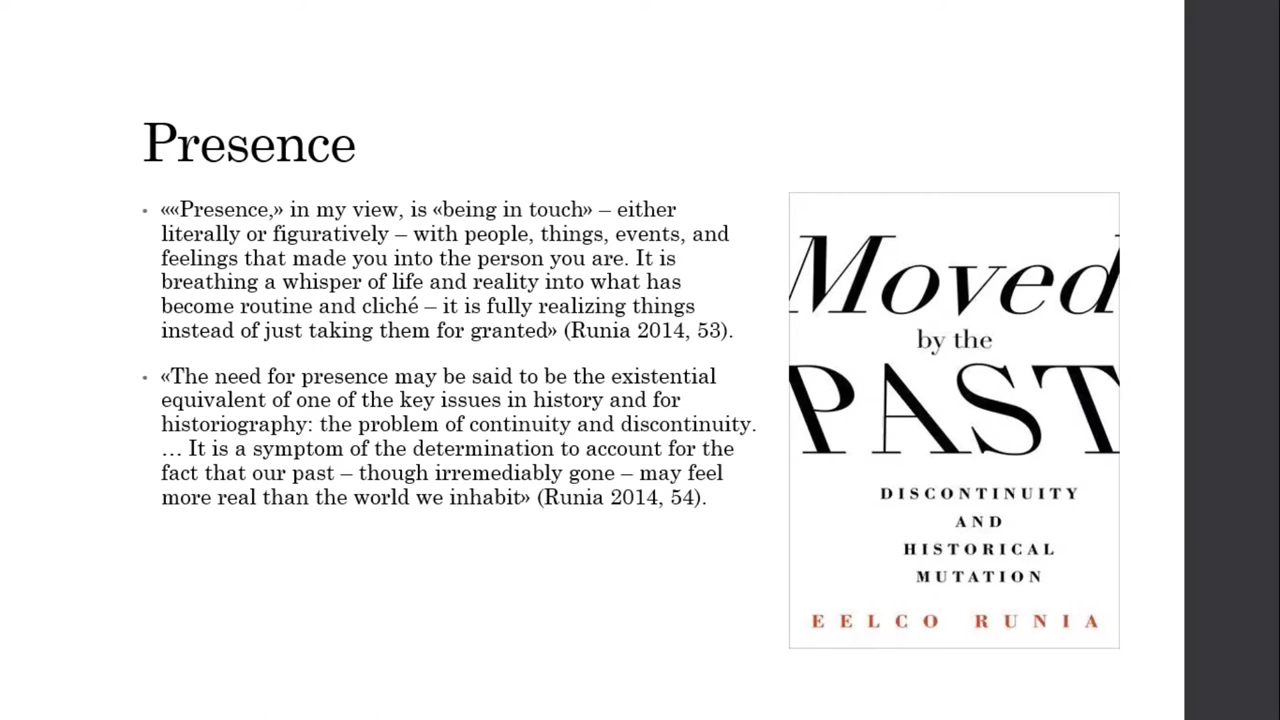 Presence
• ««Presence,» in my view, is «being in touch» – either
literally or figuratively – with people, things, events, and
feelings that made you into the person you are. It is
breathing a whisper of life and reality into what has
become routine and cliché – it is fully realizing things
instead of just taking them for granted» (Runia 2014, 53).
• «The need for presence may be said to be the existential
equivalent of one of the key issues in history and for
historiography: the problem of continuity and discontinuity.
… It is a symptom of the determination to account for the
fact that our past – though irremediably gone – may feel
more real than the world we inhabit» (Runia 2014, 54).
Moved
by the
PAST
DISCONTINUITY
AND
HISTORICAL
MUTATION
EELCO RUNIA